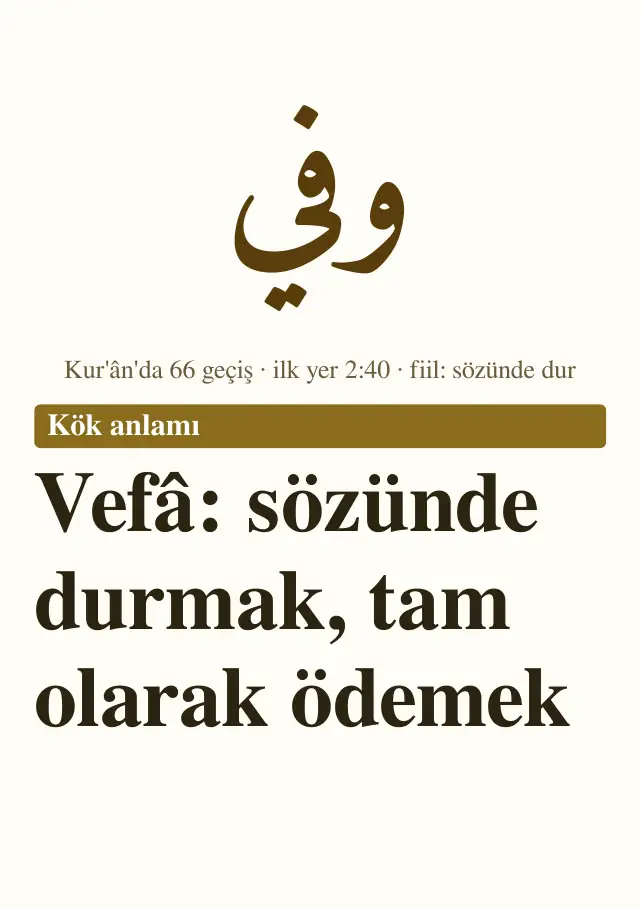 وفي
Kur'ân'da 66 geçiş · ilk yer 2:40 · fiil: sözünde dur
Kök anlamı
Vefâ: sözünde
durmak, tam
olarak ödemek